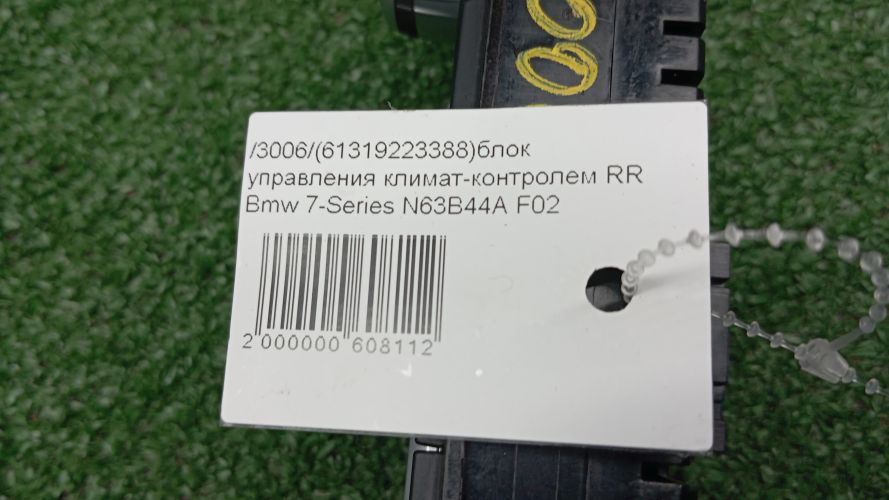 /3006/(61319223388)блок
управления климат-контролем RR
Bmw 7-Series N63B44A F02
2 000000 608112